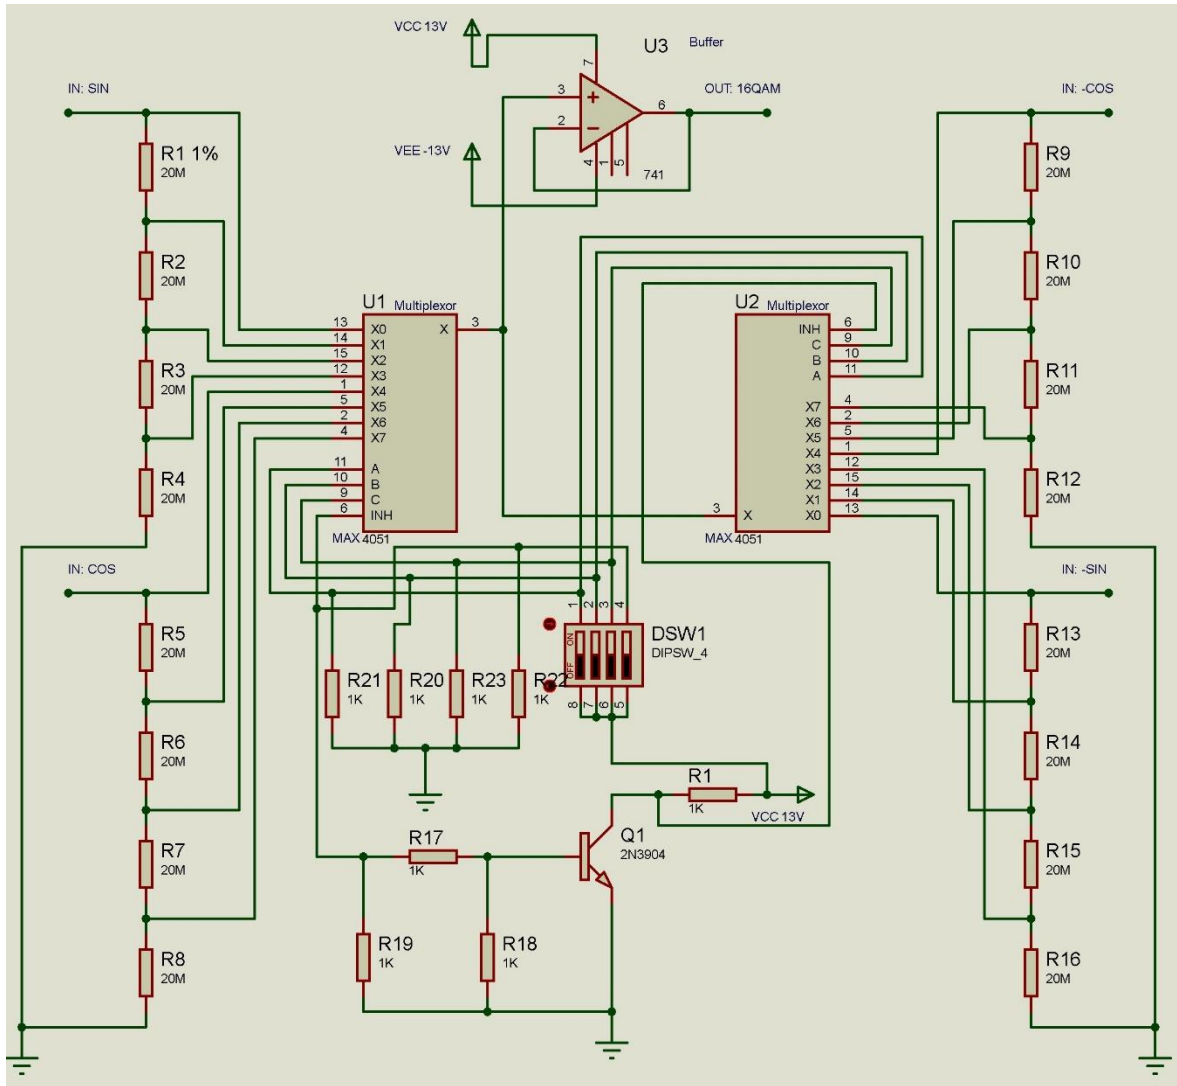 VCC 13V
U3
Buffer
7
3
2
6
4
1
5
741
OUT: 16QAM
VEE -13V
IN: SIN
R1 1%
20M
R2
20M
R3
20M
R4
20M
IN: COS
R5
20M
R6
20M
R7
20M
R8
20M
U1
Multiplexor
13 X0
14 X1
15 X2
12 X3
1 X4
5 X5
2 X6
4 X7
11 A
10 B
9 C
6 INH
X 3
MAX 4051
U2
Multiplexor
INH 6
C 9
B 10
A 11
X7 4
X6 2
X5 5
X4 1
X3 12
X2 15
X1 14
X0 13
3 X
MAX 4051
IN: -COS
R9
20M
R10
20M
R11
20M
R12
20M
IN: -SIN
R13
20M
R14
20M
R15
20M
R16
20M
1 2 3 4
ON
OFF
8 7 6 5
DSW1
DIPSW_4
R21
1K
R20
1K
R23
1K
R22
1K
R1
1K
VCC 13V
Q1
2N3904
R17
1K
R19
1K
R18
1K